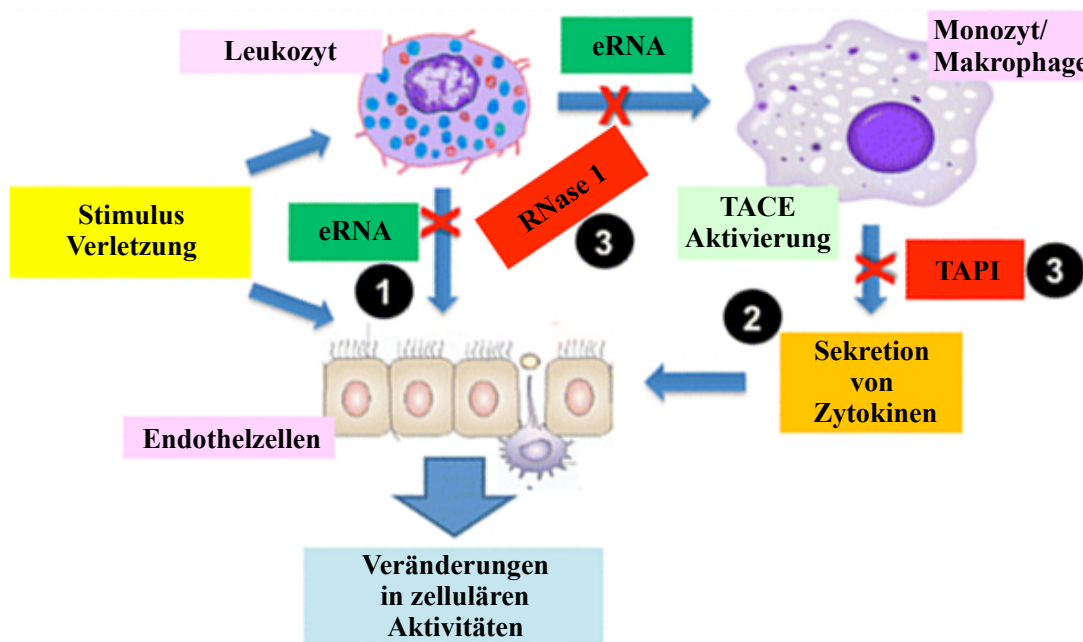 Leukozyt
eRNA
Monozyt/
Makrophage
Stimulus
Verletzung
eRNA
RNase 1
3
TACE
Aktivierung
TAPI
3
1
2
Sekretion
von
Zytokinen
Endothelzellen
Veränderungen
in zellulären
Aktivitäten